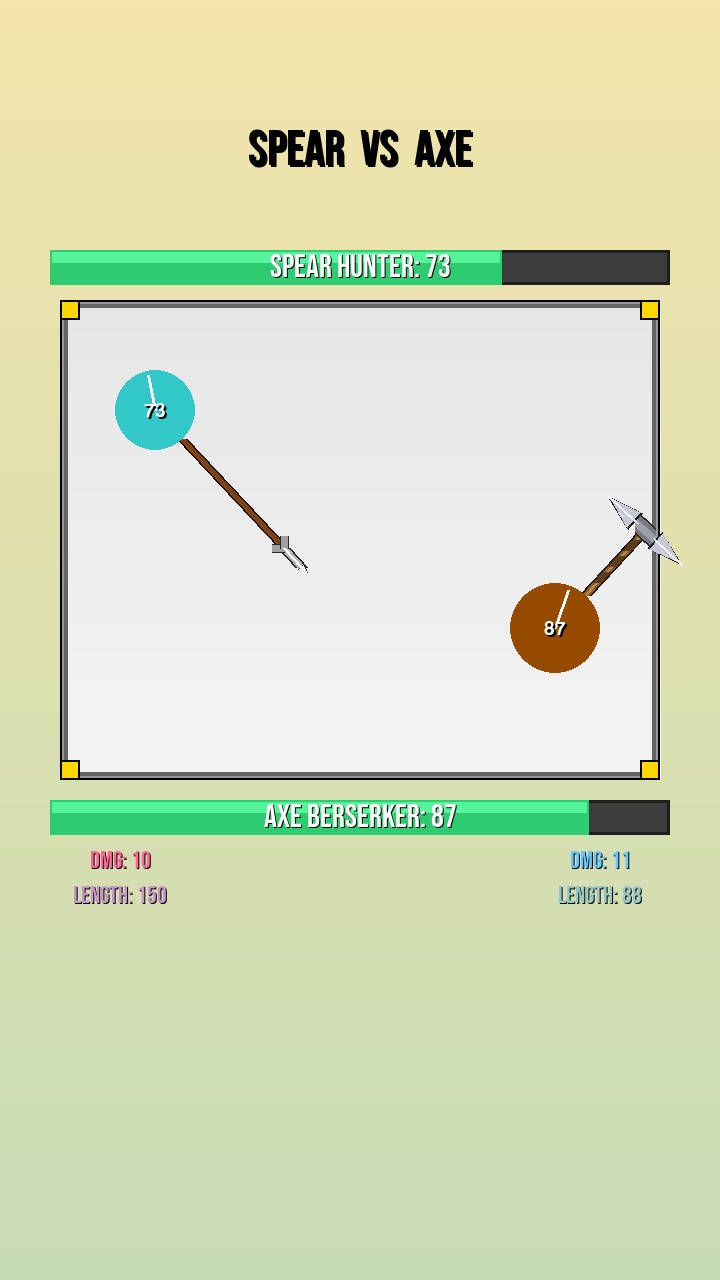 SPEAR VS AXE
SPEAR HUNTER: 73
73
87
AXE BERSERKER: 87
DMG: 10
DMG: 11
LENGTH: 150
LENGTH: 88